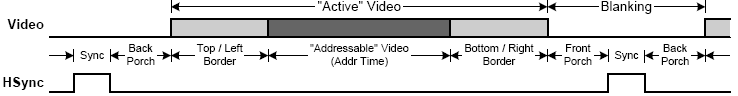 "Active" Video
Blanking
Video
Sync
Back
Porch
Top / Left
Border
"Addressable" Video
(Addr Time)
Bottom / Right
Border
Front
Porch
Sync
Back
Porch
HSync